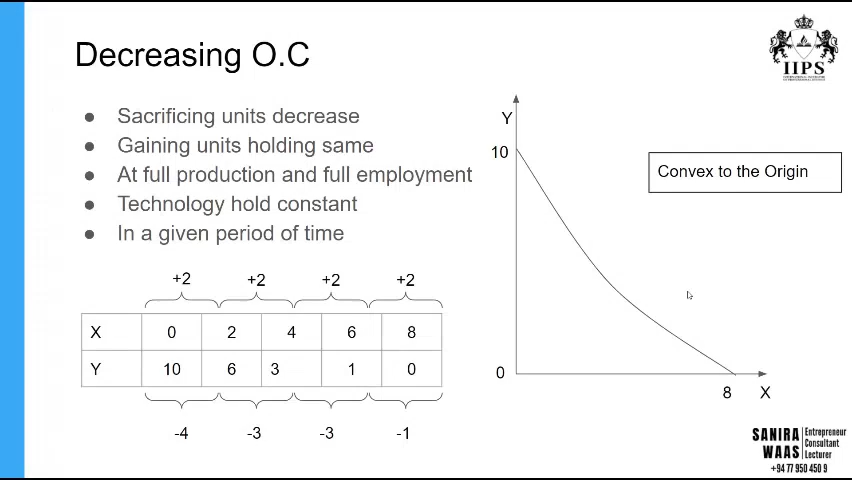 Decreasing O.C
IIPS
● Sacrificing units decrease
● Gaining units holding same
● At full production and full employment
● Technology hold constant
● In a given period of time
+2 +2 +2 +2
X 0 2 4 6 8
Y 10 6 3 1 0
-4 -3 -3 -1
Y
10
Convex to the Origin
0
8 X
SANIRA WAAS
Entrepreneur
Consultant
Lecturer
+94 77 950 450 9